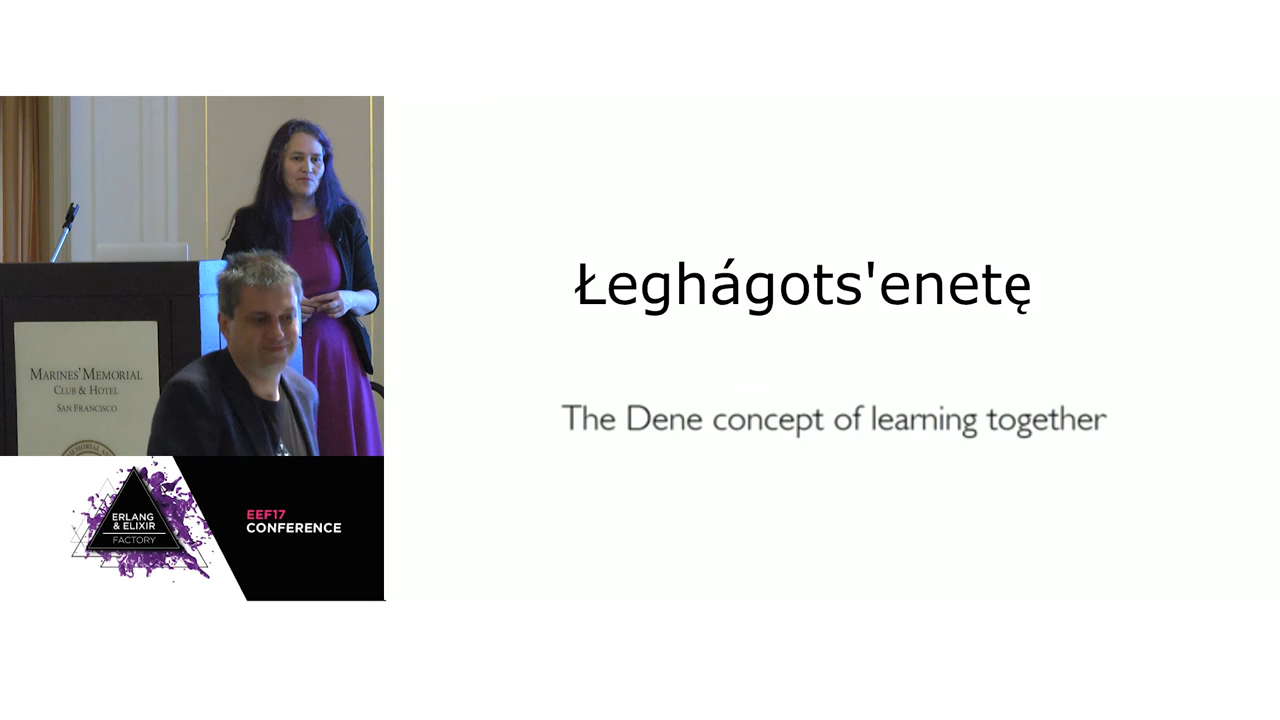 Łeghágots'enetę
The Dene concept of learning together
MARINES' MEMORIAL
CLUB & HOTEL
SAN FRANCISCO
ERLANG
& ELIXIR
FACTORY
EEF17
CONFERENCE